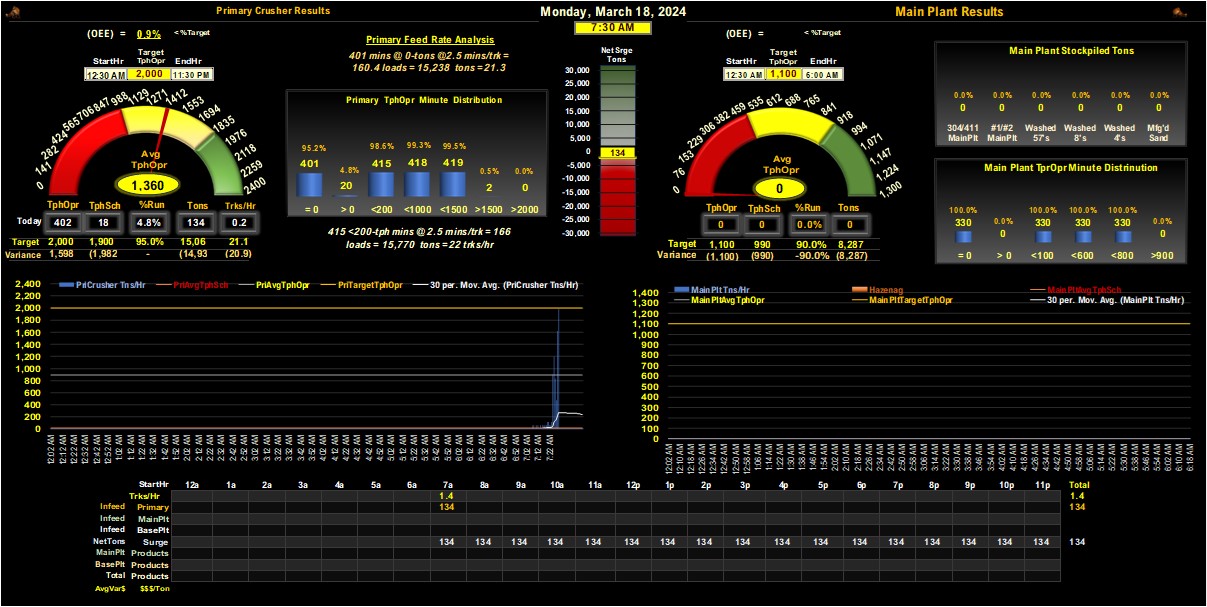 Primary Crusher Results
Monday, March 18, 2024
Main Plant Results
7:30 AM
(OEE) = 0.9% <%Target
StartHr Target TphOpr EndHr
12:30 AM 2,000 11:30 PM
0 141 282 424 565 706 847 988 1129 1271 1412 1553 1694 1835 1976 2118 2259 2400
Avg
TphOpr
1,360
TphOpr TphSch %Run Tons Trks/Hr
Today 402 18 4.8% 134 0.2
Target 2,000 1,900 95.0% 15,06 21.1
Variance 1,598 (1,982 - (14,93 (20.9)
Primary Feed Rate Analysis
401 mins @ 0-tons @2.5 mins/trk =
160.4 loads = 15,238 tons =21.3
Primary TphOpr Minute Distribution
95.2% 4.8% 98.6% 99.3% 99.5% 0.5% 0.0%
401 20 415 418 419 2 0
= 0 > 0 <200 <1000 <1500 >1500 >2000
415 <200-tph mins @ 2.5 mins/trk = 166
loads = 15,770 tons =22 trks/hr
Net Srge
Tons
30,000
25,000
20,000
15,000
10,000
5,000
0
134
-5,000
-10,000
-15,000
-20,000
-25,000
-30,000
(OEE) = <%Target
StartHr Target TphOpr EndHr
12:30 AM 1,100 6:00 AM
0 76 153 229 306 382 459 535 612 688 765 841 918 994 1,071 1,147 1,224 1,300
Avg
TphOpr
0
TphOpr TphSch %Run Tons
0 0 0.0% 0
Target 1,100 990 90.0% 8,287
Variance (1,100) (990) -90.0% (8,287)
Main Plant Stockpiled Tons
0.0% 0.0% 0.0% 0.0% 0.0% 0.0%
0 0 0 0 0 0
304/411 #1/#2 Washed Washed Washed Mfg'd
MainPlt MainPlt 57's 8's 4's Sand
Main Plant TprOpr Minute Distrinution
100.0% 0.0% 100.0% 100.0% 100.0% 0.0%
330 0 330 330 330 0
= 0 > 0 <100 <600 <800 >900
PriCrusher Tns/Hr PriAvgTphSch PriAvgTphOpr PriTargetTphOpr 30 per. Mov. Avg. (PriCrusher Tns/Hr)
2,400
2,200
2,000
1,800
1,600
1,400
1,200
1,000
800
600
400
200
0
12:02 AM 12:12 AM 12:22 AM 12:32 AM 12:42 AM 12:52 AM 1:02 AM 1:12 AM 1:22 AM 1:32 AM 1:42 AM 1:52 AM 2:02 AM 2:12 AM 2:22 AM 2:32 AM 2:42 AM 2:52 AM 3:02 AM 3:12 AM 3:22 AM 3:32 AM 3:42 AM 3:52 AM 4:02 AM 4:12 AM 4:22 AM 4:32 AM 4:42 AM 4:52 AM 5:02 AM 5:12 AM 5:22 AM 5:32 AM 5:42 AM 5:52 AM 6:02 AM 6:12 AM 6:22 AM 6:32 AM 6:42 AM 6:52 AM 7:02 AM 7:12 AM 7:22 AM
MainPlt Tns/Hr Hazenag MainPltAvgTphSch
MainPltAvgTphOpr MainPltTargetTphOpr 30 per. Mov. Avg. (MainPlt Tns/Hr)
1,400
1,300
1,200
1,100
1,000
900
800
700
600
500
400
300
200
100
0
12:02 AM 12:10 AM 12:18 AM 12:26 AM 12:34 AM 12:42 AM 12:50 AM 12:58 AM 1:06 AM 1:14 AM 1:22 AM 1:30 AM 1:38 AM 1:46 AM 1:54 AM 2:02 AM 2:10 AM 2:18 AM 2:26 AM 2:34 AM 2:42 AM 2:50 AM 2:58 AM 3:06 AM 3:14 AM 3:22 AM 3:30 AM 3:38 AM 3:46 AM 3:54 AM 4:02 AM 4:10 AM 4:18 AM 4:26 AM 4:34 AM 4:42 AM 4:50 AM 4:58 AM 5:06 AM 5:14 AM 5:22 AM 5:30 AM 5:38 AM 5:46 AM 5:54 AM 6:02 AM 6:10 AM 6:18 AM
StartHr 12a 1a 2a 3a 4a 5a 6a 7a 8a 9a 10a 11a 12p 1p 2p 3p 4p 5p 6p 7p 8p 9p 10p 11p Total
Trks/Hr 1.4 1.4
Infeed Primary 134 134
Infeed MainPlt
Infeed BasePlt
NetTons Surge 134 134 134 134 134 134 134 134 134 134 134 134 134 134 134 134 134 134
MainPlt Products
BasePlt Products
Total Products
AvgVar$ $$$/Ton